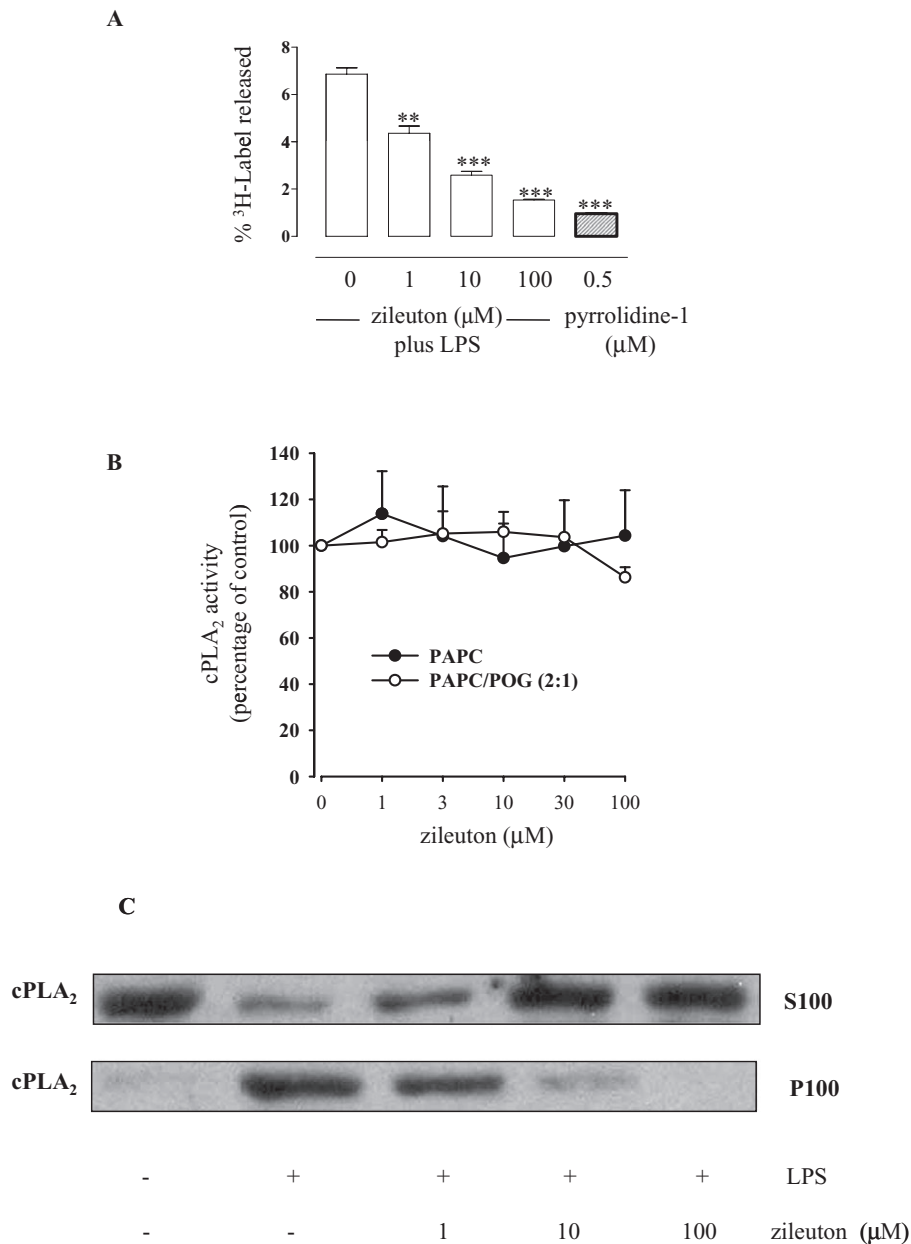 A
% ³H-Label released
8
6
4
2
0
**
***
***
***
0 1 10 100 0.5
zileuton (μM) pyrrolidine-1
plus LPS (μM)
B
cPLA₂ activity
(percentage of control)
140
120
100
80
60
40
20
0
PAPC
PAPC/POG (2:1)
0 1 3 10 30 100
zileuton (μM)
C
cPLA₂ S100
cPLA₂ P100
- + + + + LPS
- - 1 10 100 zileuton (μM)